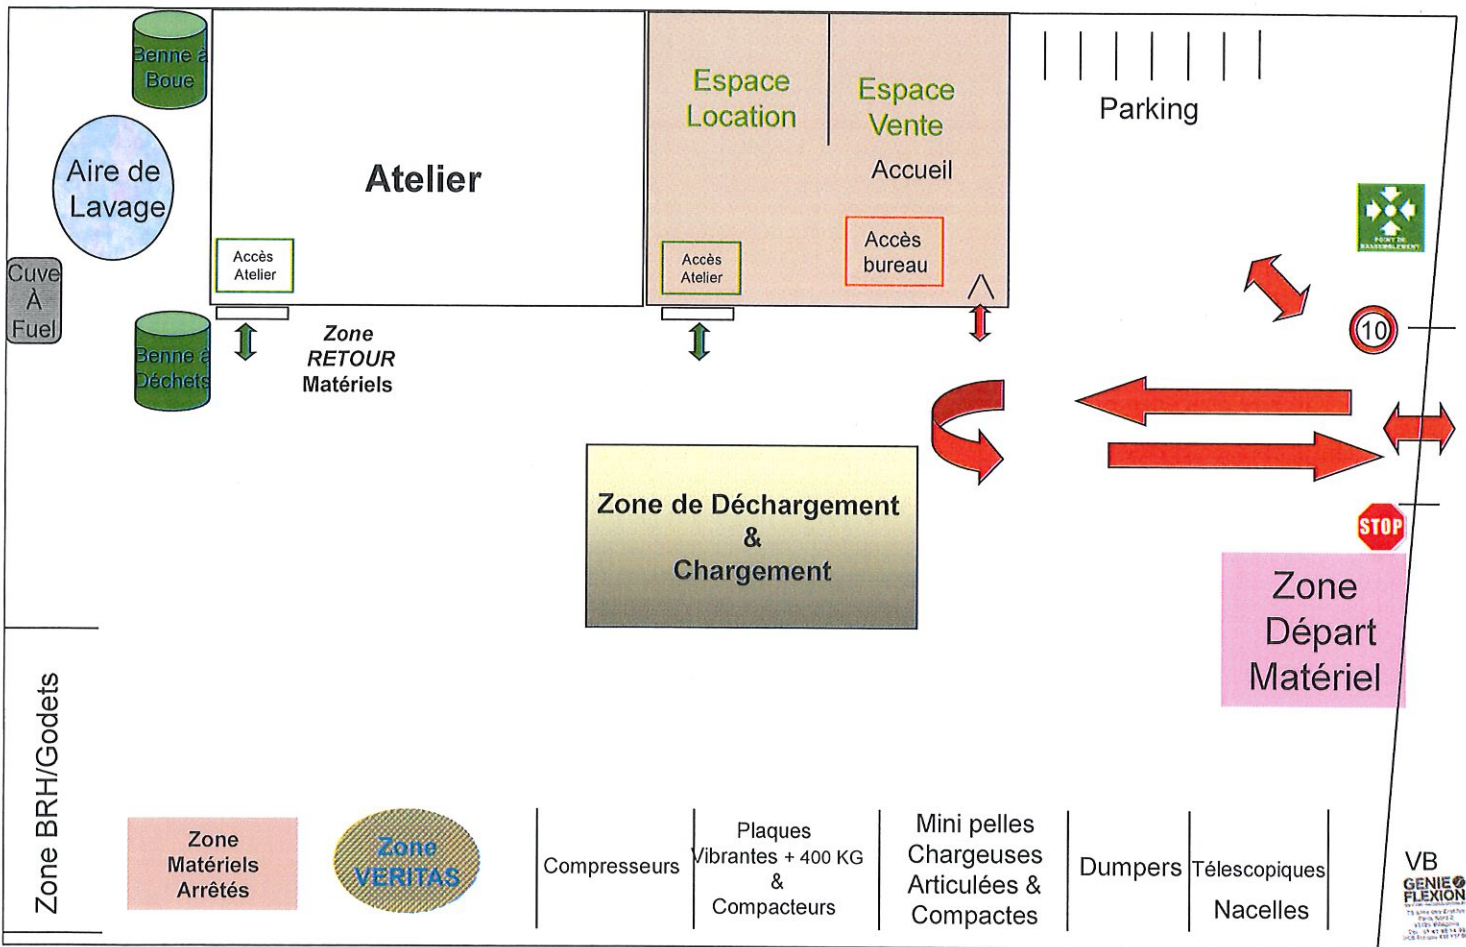 Benne à
Boue
Aire de
Lavage
Cuve
À
Fuel
Benne à
Déchets
Atelier
Accès
Atelier
Zone
RETOUR
Matériels
Espace
Location
Espace
Vente
Accueil
Accès
Atelier
Accès
bureau
Parking
POINT DE
RASSEMBLEMENT
10
STOP
Zone de Déchargement
&
Chargement
Zone
Départ
Matériel
Zone BRH/Godets
Zone
Matériels
Arrêtés
Zone
VERITAS
Compresseurs
Plaques
Vibrantes + 400 KG
&
Compacteurs
Mini pelles
Chargeuses
Articulées &
Compactes
Dumpers
Télescopiques
Nacelles
VB
GENIE
FLEXION